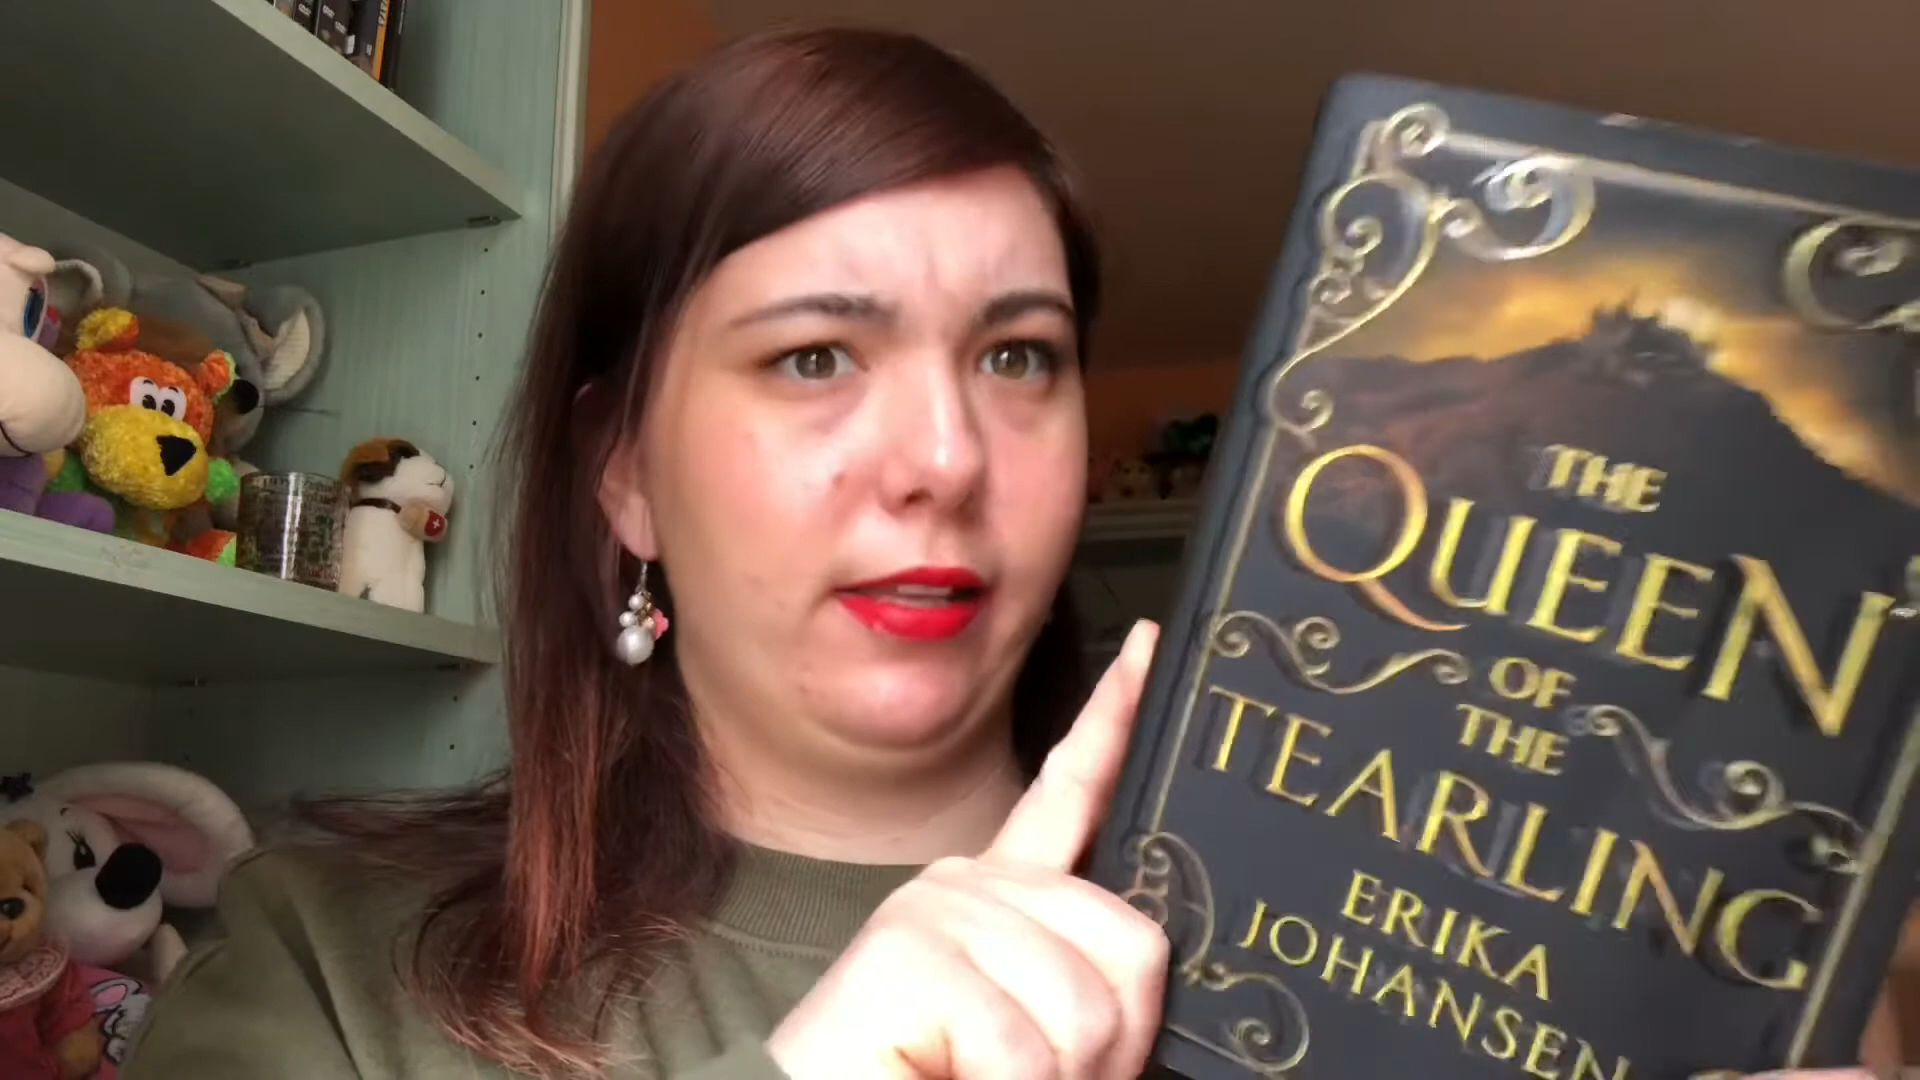 THE
QUEEN
OF
THE
TEARLING
ERIKA
JOHANSEN